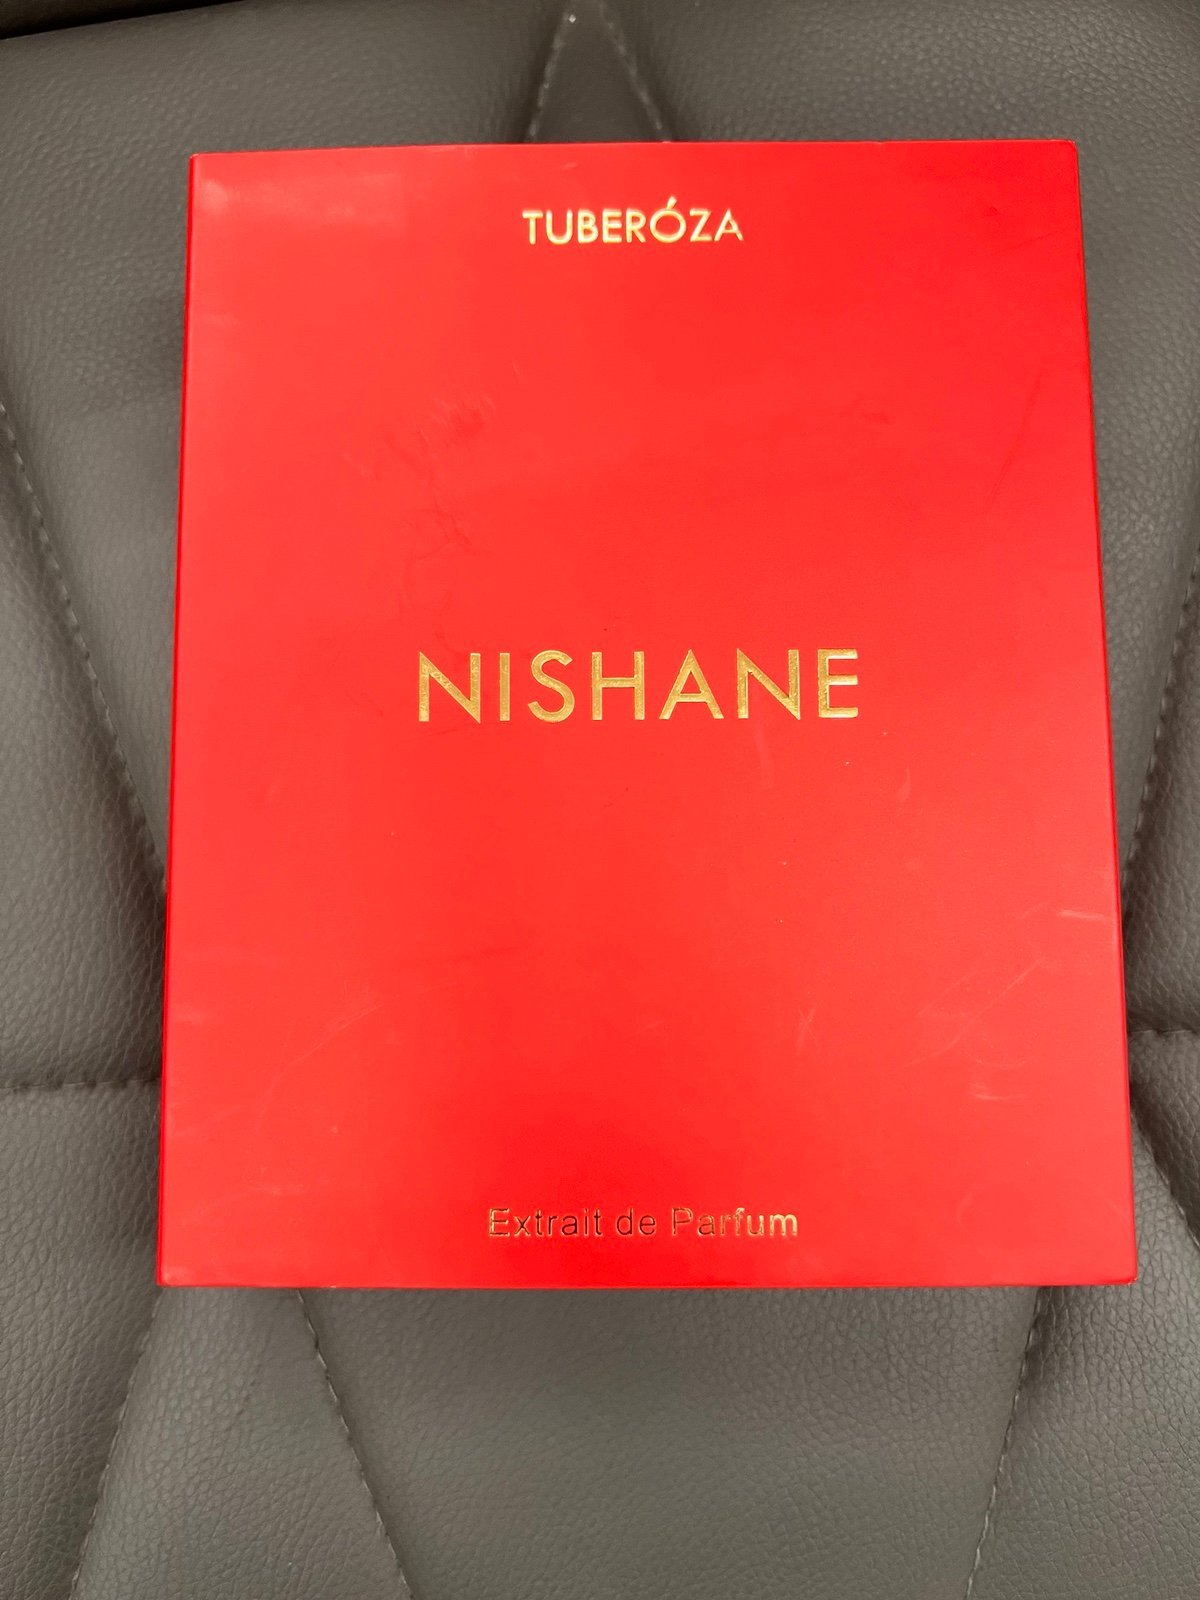 TUBERÓZA
NISHANE
Extrait de Parfum